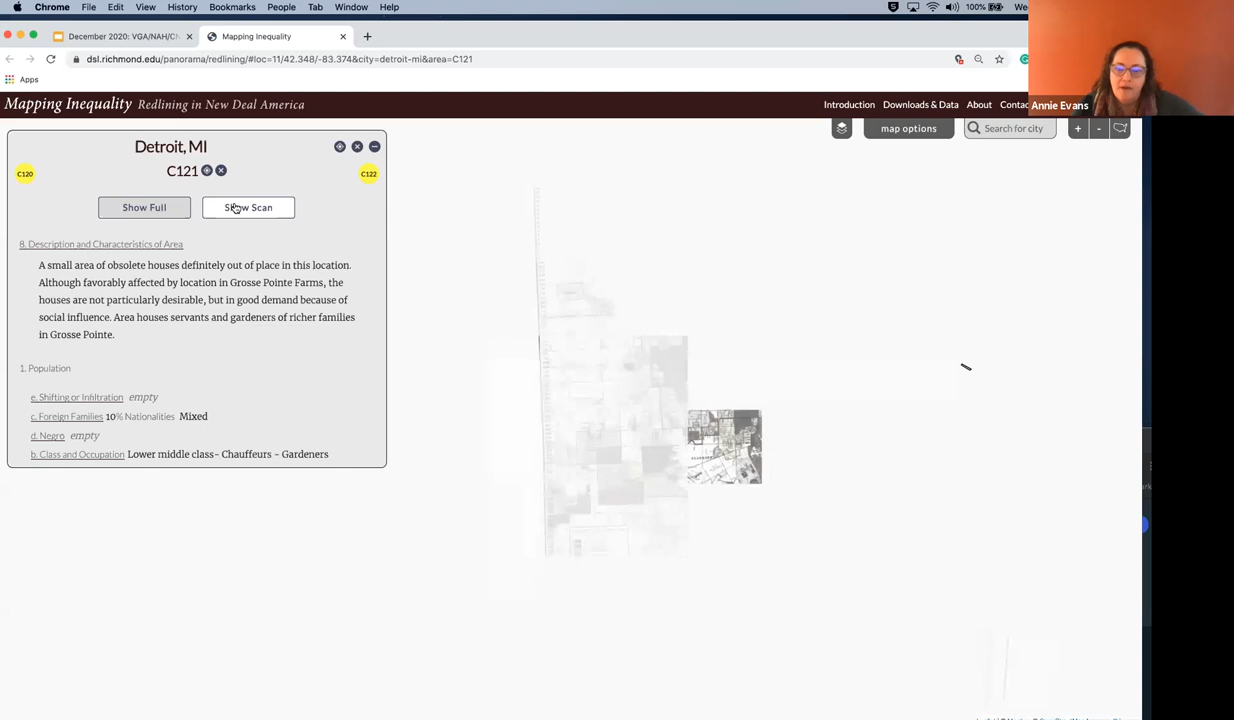 Chrome File Edit View History Bookmarks People Tab Window Help 5 100% We
December 2020: VGA/NAH/CN × Mapping Inequality × +
dsl.richmond.edu/panorama/redlining/#loc=11/42.348/-83.374&city=detroit-mi&area=C121
Apps
Mapping Inequality Redlining in New Deal America Introduction Downloads & Data About Contac
Annie Evans
map options Search for city + -
Detroit, MI
C120 C121 C122
Show Full Show Scan
8. Description and Characteristics of Area
A small area of obsolete houses definitely out of place in this location.
Although favorably affected by location in Grosse Pointe Farms, the
houses are not particularly desirable, but in good demand because of
social influence. Area houses servants and gardeners of richer families
in Grosse Pointe.
1. Population
e. Shifting or Infiltration empty
c. Foreign Families 10% Nationalities Mixed
d. Negro empty
b. Class and Occupation Lower middle class- Chauffeurs - Gardeners